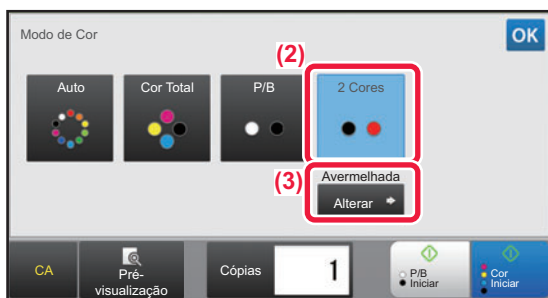 Modo de Cor
OK
(2)
Auto
Cor Total
P/B
2 Cores
(3)
Avermelhada
Alterar
CA
Pré-
visualização
Cópias
1
P/B
Iniciar
Cor
Iniciar